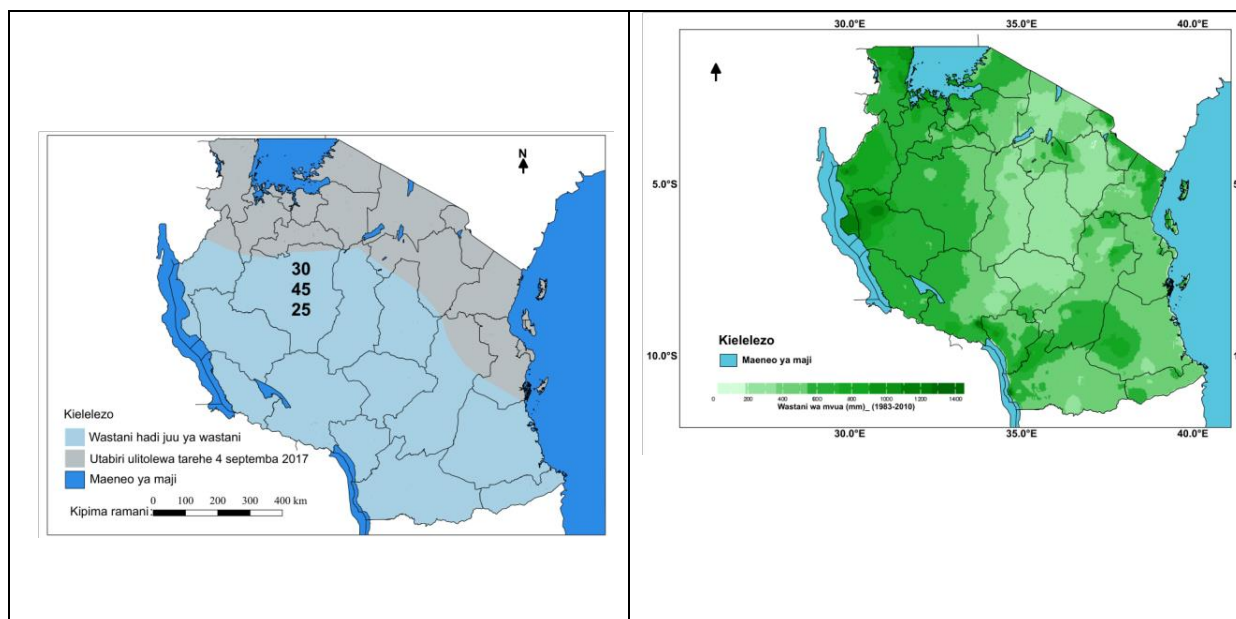 N
30
45
25
Kielelezo
Wastani hadi juu ya wastani
Utabiri ulitolewa tarehe 4 septemba 2017
Maeneo ya maji
0 100 200 300 400 km
Kipima ramani:
30.0°E 35.0°E 40.0°E
5.0°S 5
10.0°S 1
Kielelezo
Maeneo ya maji
0 200 400 600 800 1000 1200 1400
Wastani wa mvua (mm)_ (1983-2010)
30.0°E 35.0°E 40.0°E